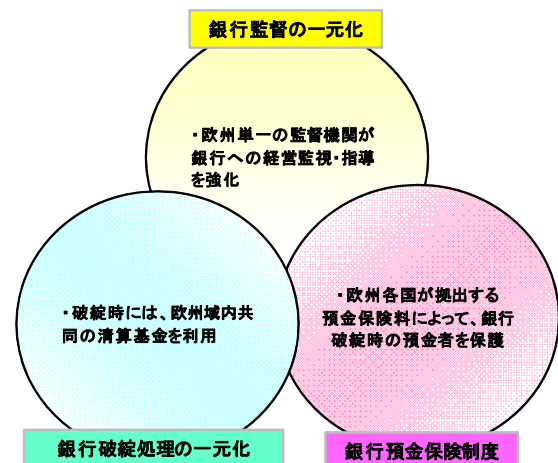 銀行監督の一元化
・欧州単一の監督機関が
銀行への経営監視・指導
を強化
・破綻時には、欧州域内共
同の清算基金を利用
・欧州各国が拠出する
預金保険料によって、銀行
破綻時の預金者を保護
銀行破綻処理の一元化
銀行預金保険制度